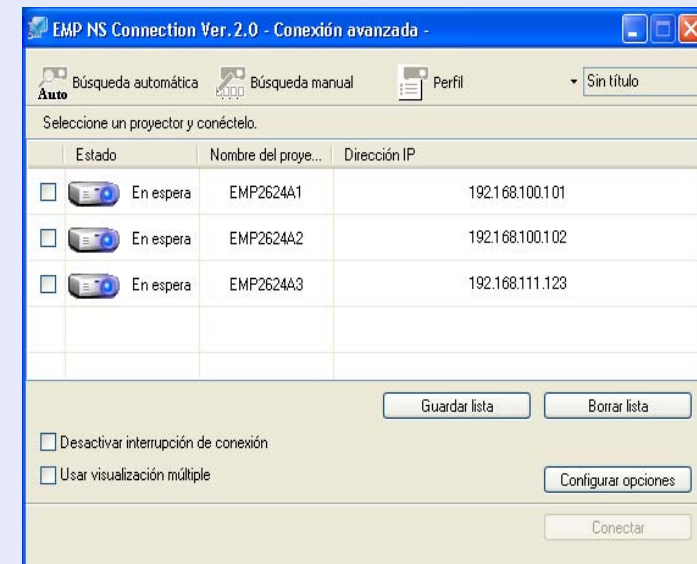 EMP NS Connection Ver.2.0 - Conexión avanzada -
Auto Búsqueda automática Búsqueda manual Perfil Sin título
Seleccione un proyector y conéctelo.
Estado Nombre del proye... Dirección IP
En espera EMP2624A1 192.168.100.101
En espera EMP2624A2 192.168.100.102
En espera EMP2624A3 192.168.111.123
Guardar lista Borrar lista
Desactivar interrupción de conexión
Usar visualización múltiple
Configurar opciones
Conectar